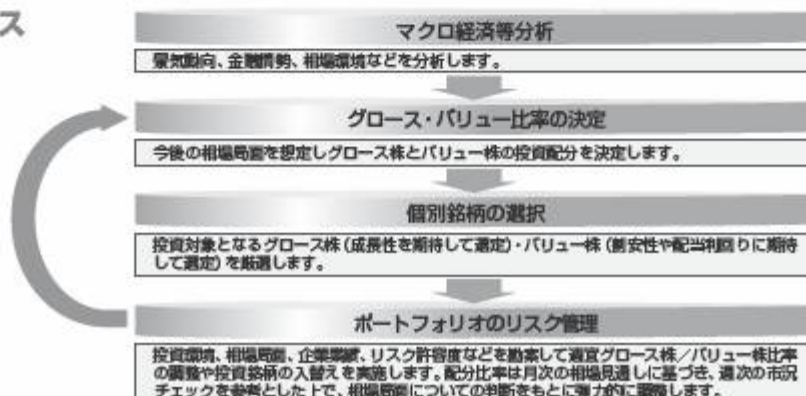 ス
マクロ経済等分析
景気動向、金融情勢、相場環境などを分析します。
グロース・バリュー比率の決定
今後の相場局面を想定しグロース株とバリュー株の投資配分を決定します。
個別銘柄の選択
投資対象となるグロース株（成長性を期待して選定）・バリュー株（割安性や配当利回りに期待
して選定）を厳選します。
ポートフォリオのリスク管理
投資環境、相場局面、企業業績、リスク許容度などを勘案して適宜グロース株／バリュー株比率
の調整や投資銘柄の入替えを実施します。配分比率は月次の相場見通しに基づき、週次の市況
チェックを参考とした上で、相場局面についての判断をもとに弾力的に調整します。